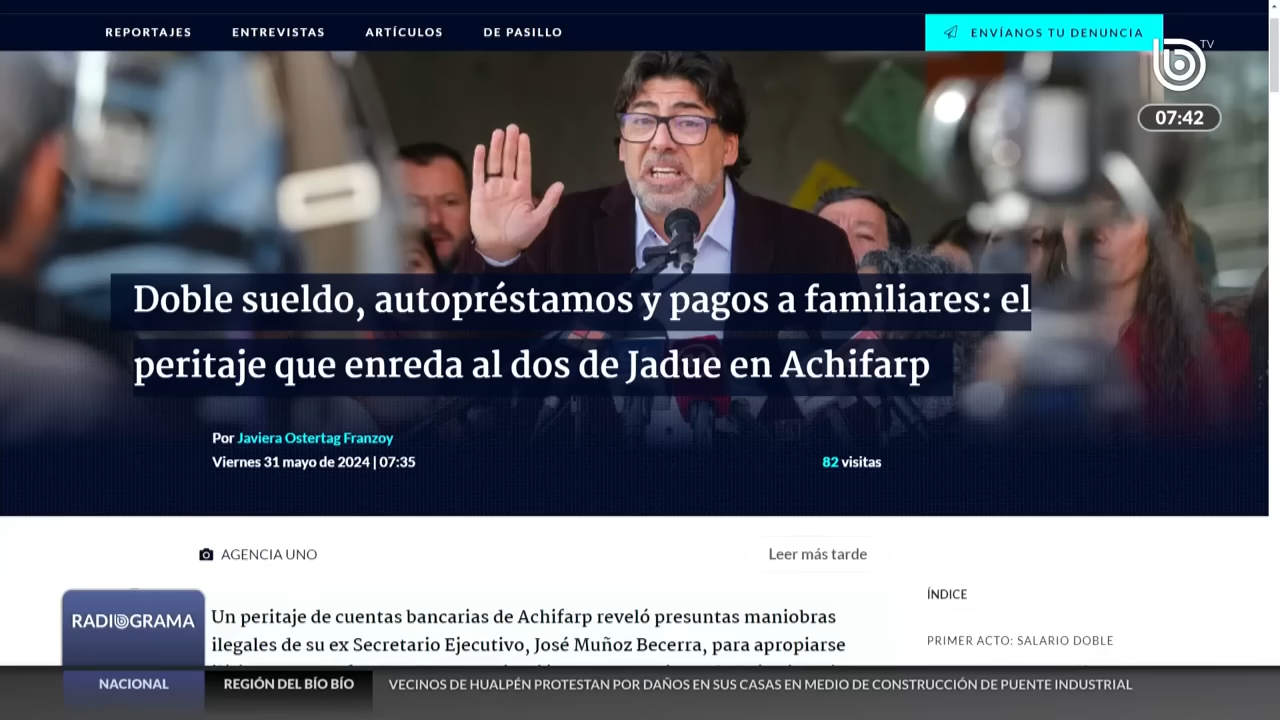 REPORTAJES ENTREVISTAS ARTÍCULOS DE PASILLO ENVÍANOS TU DENUNCIA
TV
07:42
Doble sueldo, autopréstamos y pagos a familiares: el
peritaje que enreda al dos de Jadue en Achifarp
Por Javiera Ostertag Franzoy
Viernes 31 mayo de 2024 | 07:35
82 visitas
AGENCIA UNO
Leer más tarde
ÍNDICE
PRIMER ACTO: SALARIO DOBLE
Un peritaje de cuentas bancarias de Achifarp reveló presuntas maniobras
ilegales de su ex Secretario Ejecutivo, José Muñoz Becerra, para apropiarse
RADIOGRAMA
NACIONAL REGIÓN DEL BÍO BÍO VECINOS DE HUALPÉN PROTESTAN POR DAÑOS EN SUS CASAS EN MEDIO DE CONSTRUCCIÓN DE PUENTE INDUSTRIAL